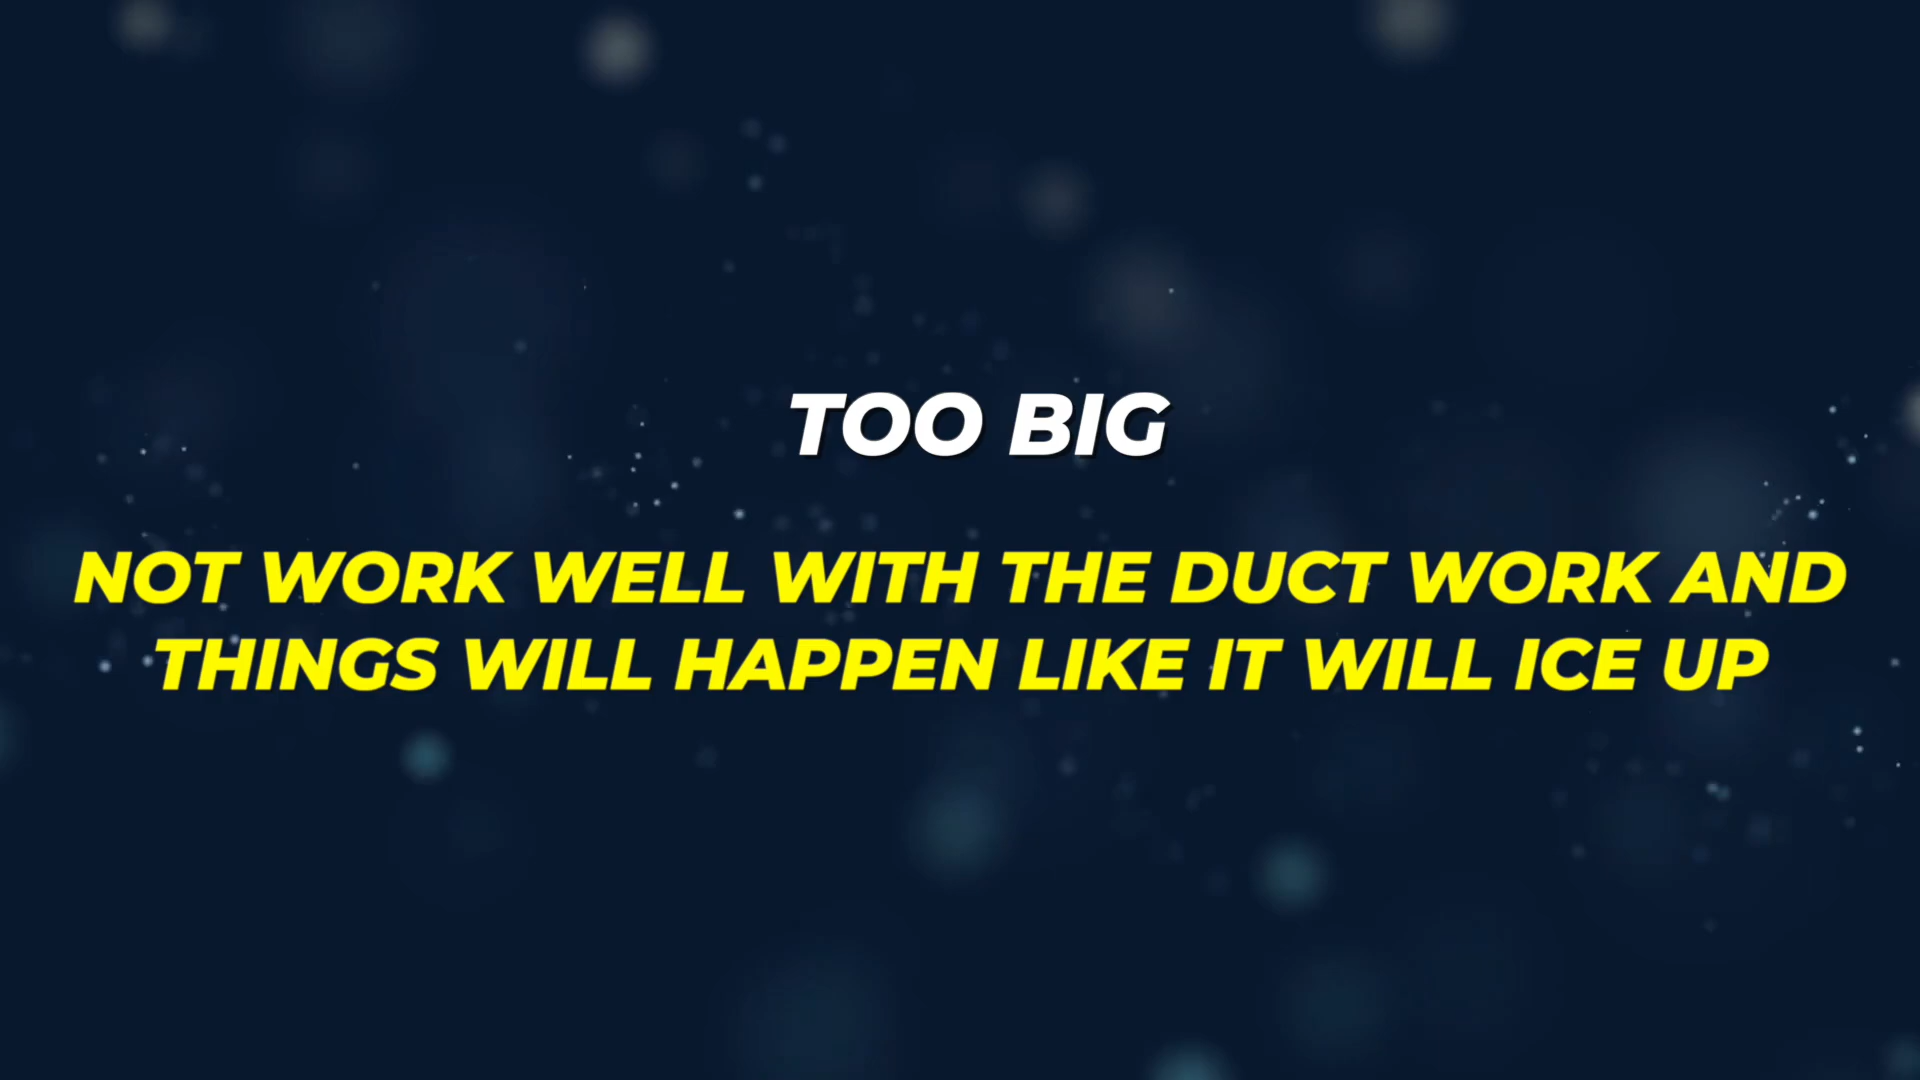 TOO BIG
NOT WORK WELL WITH THE DUCT WORK AND
THINGS WILL HAPPEN LIKE IT WILL ICE UP